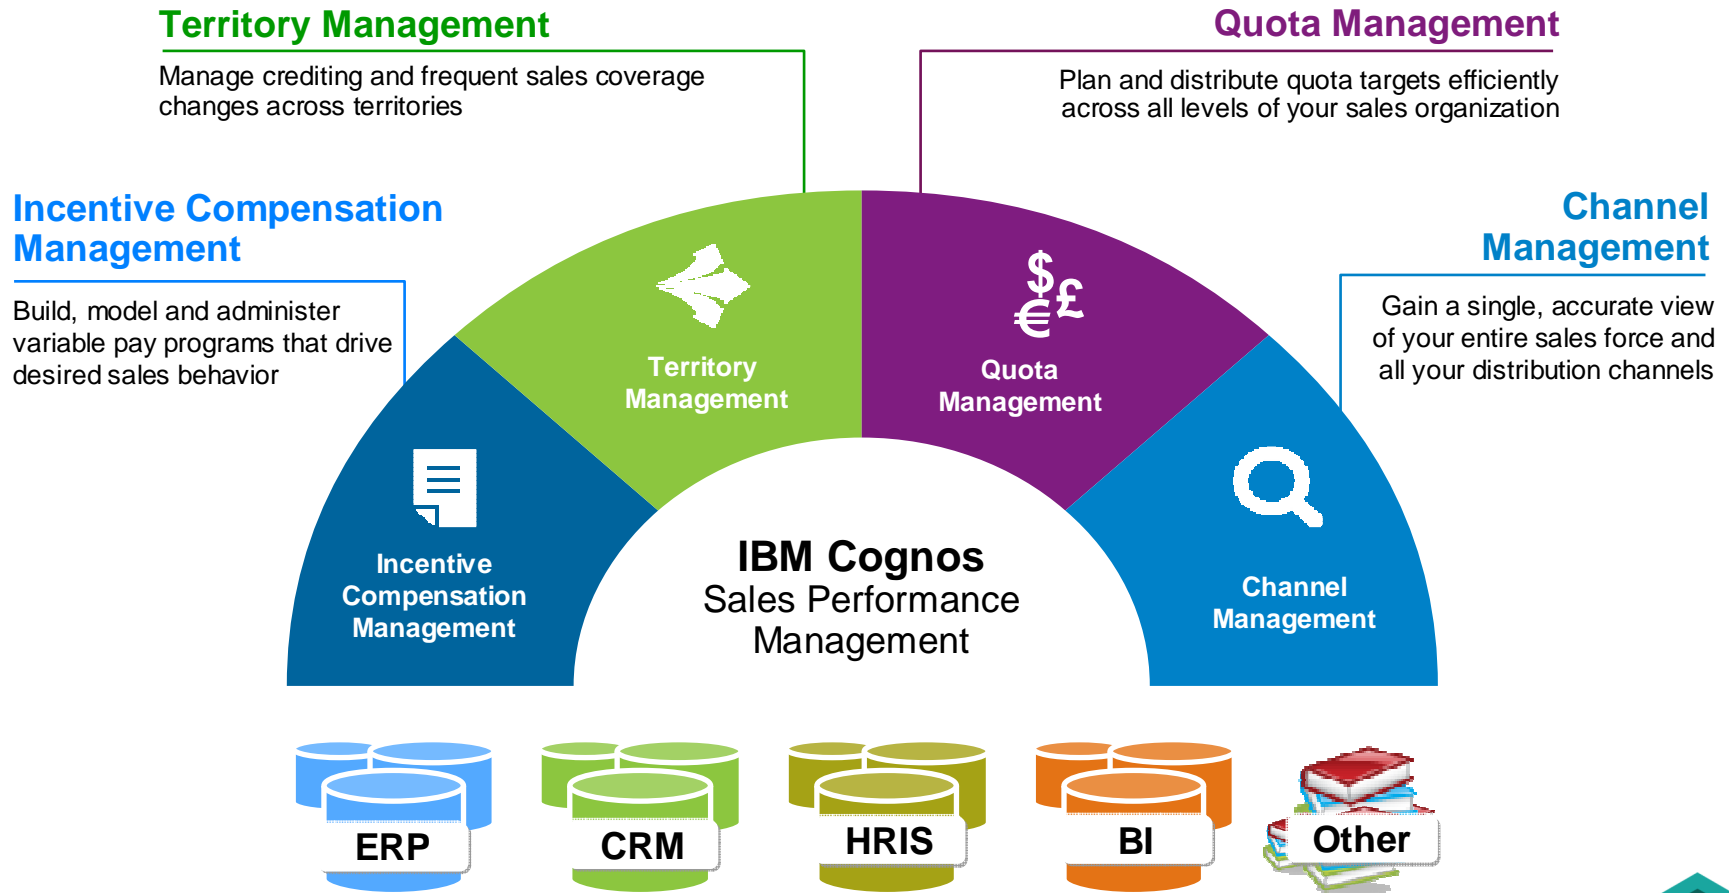 Territory Management
Manage crediting and frequent sales coverage
changes across territories
Quota Management
Plan and distribute quota targets efficiently
across all levels of your sales organization
Incentive Compensation
Management
Build, model and administer
variable pay programs that drive
desired sales behavior
Channel
Management
Gain a single, accurate view
of your entire sales force and
all your distribution channels
Territory
Management
$
£
€
Quota
Management
Incentive
Compensation
Management
IBM Cognos
Sales Performance
Management
Channel
Management
ERP
CRM
HRIS
BI
Other